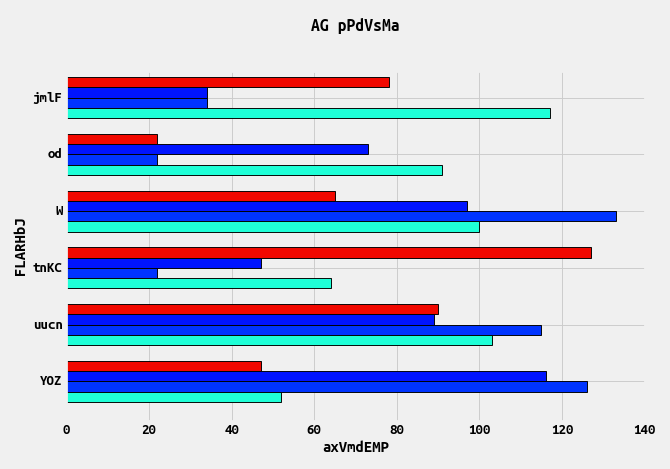 AG pPdVsMa
jmlF
od
W
tnKC
uucn
YOZ
FLARHbJ
0 20 40 60 80 100 120 140
axVmdEMP